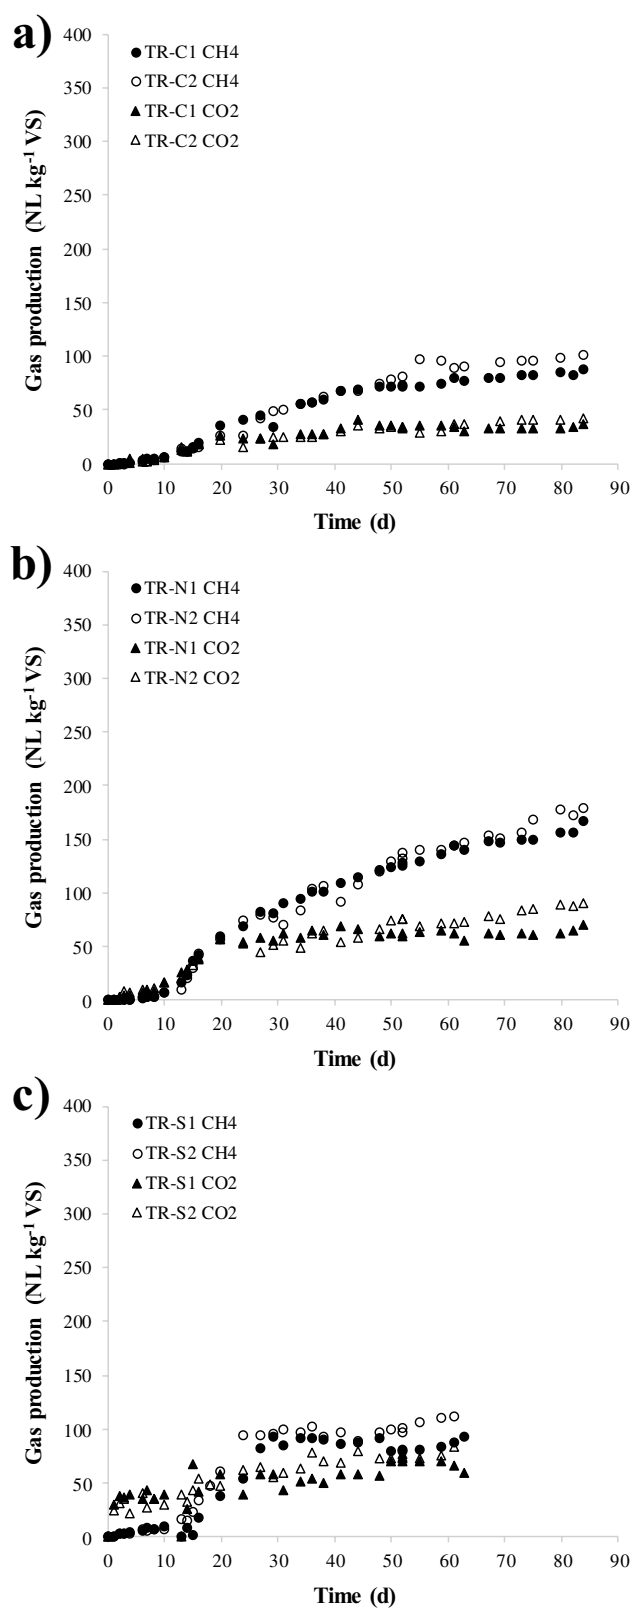 a)
400
350
300
250
200
150
100
50
0
Gas production (NL kg-1 VS)
TR-C1 CH4
TR-C2 CH4
TR-C1 CO2
TR-C2 CO2
0 10 20 30 40 50 60 70 80 90
Time (d)
b)
400
350
300
250
200
150
100
50
0
Gas production (NL kg-1 VS)
TR-N1 CH4
TR-N2 CH4
TR-N1 CO2
TR-N2 CO2
0 10 20 30 40 50 60 70 80 90
Time (d)
c)
400
350
300
250
200
150
100
50
0
Gas production (NL kg-1 VS)
TR-S1 CH4
TR-S2 CH4
TR-S1 CO2
TR-S2 CO2
0 10 20 30 40 50 60 70 80 90
Time (d)